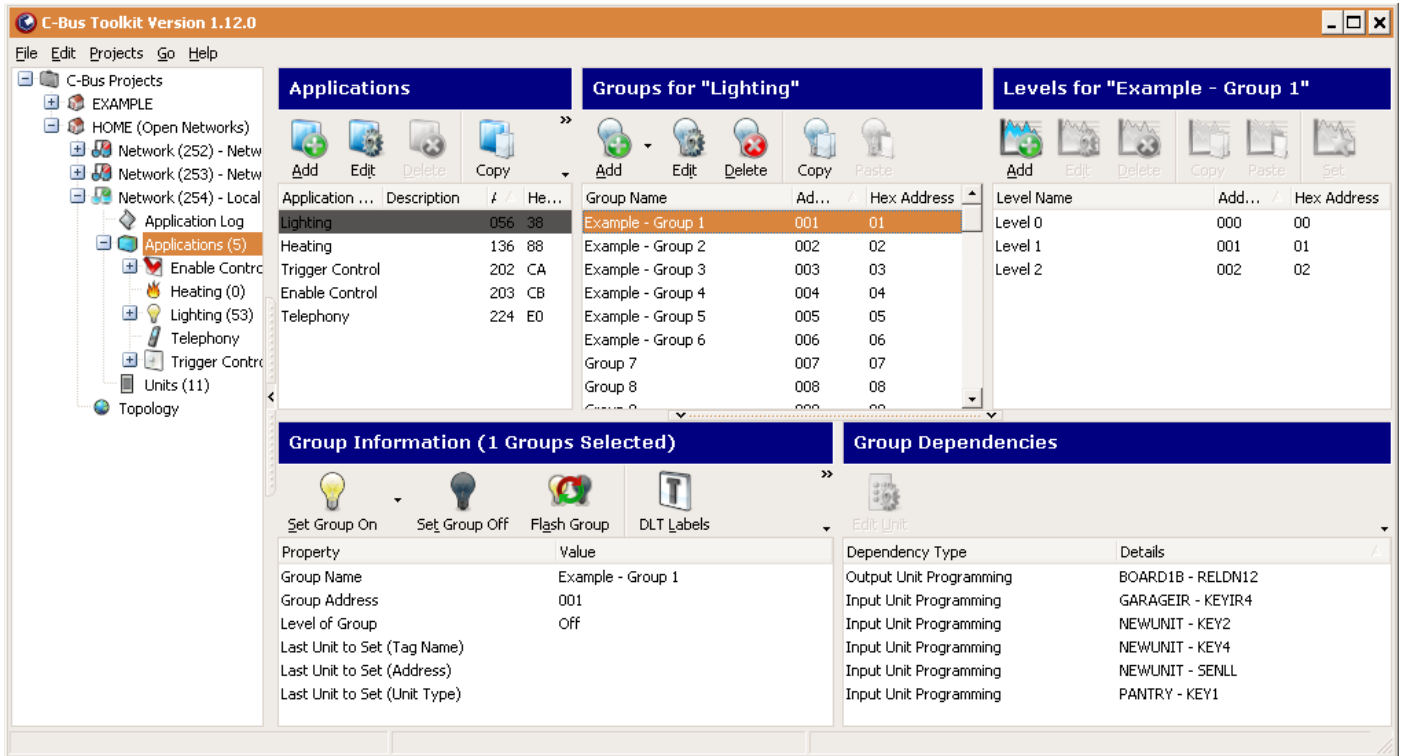 C-Bus Toolkit Version 1.12.0
File Edit Projects Go Help
C-Bus Projects
EXAMPLE
HOME (Open Networks)
Network (252) - Netw
Network (253) - Netw
Network (254) - Local
Application Log
Applications (5)
Enable Contro
Heating (0)
Lighting (53)
Telephony
Trigger Contro
Units (11)
Topology
Applications
Add Edit Delete Copy
Application ... Description He...
Lighting 056 38
Heating 136 88
Trigger Control 202 CA
Enable Control 203 CB
Telephony 224 E0
Groups for "Lighting"
Add Edit Delete Copy Paste
Group Name Ad... Hex Address
Example - Group 1 001 01
Example - Group 2 002 02
Example - Group 3 003 03
Example - Group 4 004 04
Example - Group 5 005 05
Example - Group 6 006 06
Group 7 007 07
Group 8 008 08
Levels for "Example - Group 1"
Add Edit Delete Copy Paste Set
Level Name Add... Hex Address
Level 0 000 00
Level 1 001 01
Level 2 002 02
Group Information (1 Groups Selected)
Set Group On Set Group Off Flash Group T DLT Labels
Property Value
Group Name Example - Group 1
Group Address 001
Level of Group Off
Last Unit to Set (Tag Name)
Last Unit to Set (Address)
Last Unit to Set (Unit Type)
Group Dependencies
Edit Unit
Dependency Type Details
Output Unit Programming BOARD1B - RELDN12
Input Unit Programming GARAGEIR - KEYIR4
Input Unit Programming NEWUNIT - KEY2
Input Unit Programming NEWUNIT - KEY4
Input Unit Programming NEWUNIT - SENLL
Input Unit Programming PANTRY - KEY1